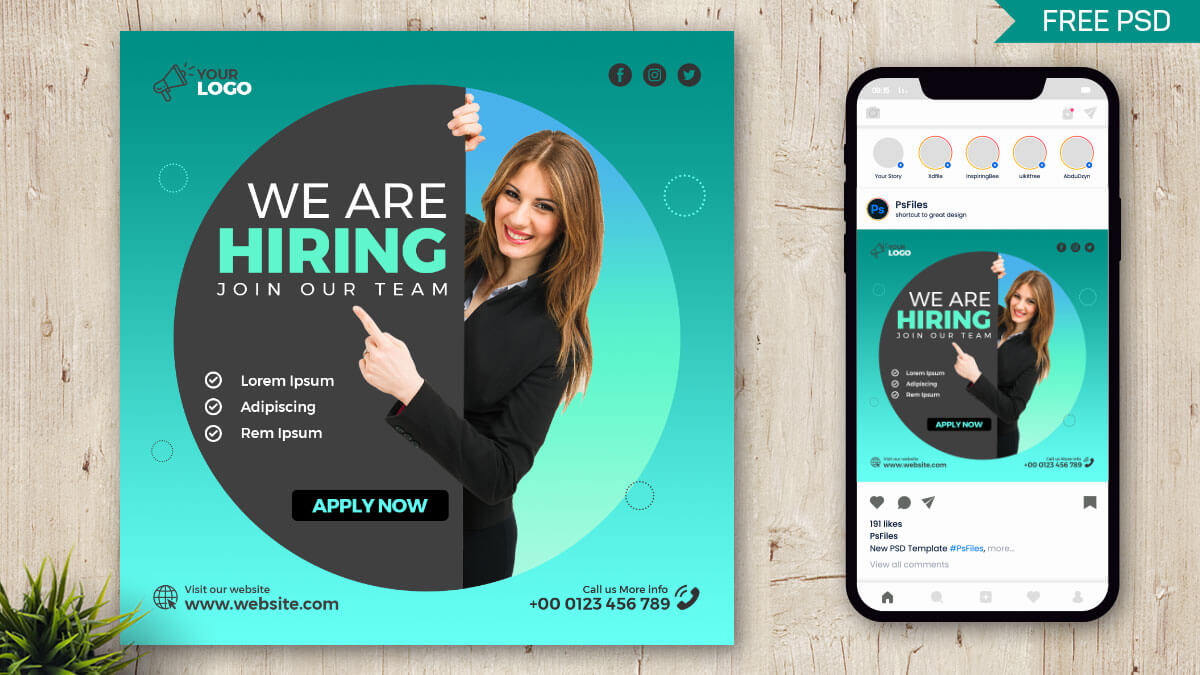 FREE PSD
YOUR
LOGO
WE ARE
HIRING
JOIN OUR TEAM
Lorem Ipsum
Adipiscing
Rem Ipsum
APPLY NOW
Visit our website
www.website.com
Call us More Info
+00 0123 456 789
09:15
Your Story
Xdfile
InspiringBee
uikitfree
AbduDzyn
Ps
PsFiles
shortcut to great design
YOUR
LOGO
WE ARE
HIRING
JOIN OUR TEAM
Lorem Ipsum
Adipiscing
Rem Ipsum
APPLY NOW
Visit our website
www.website.com
Call us More Info
+00 0123 456 789
191 likes
PsFiles
New PSD Template #PsFiles, more...
View all comments